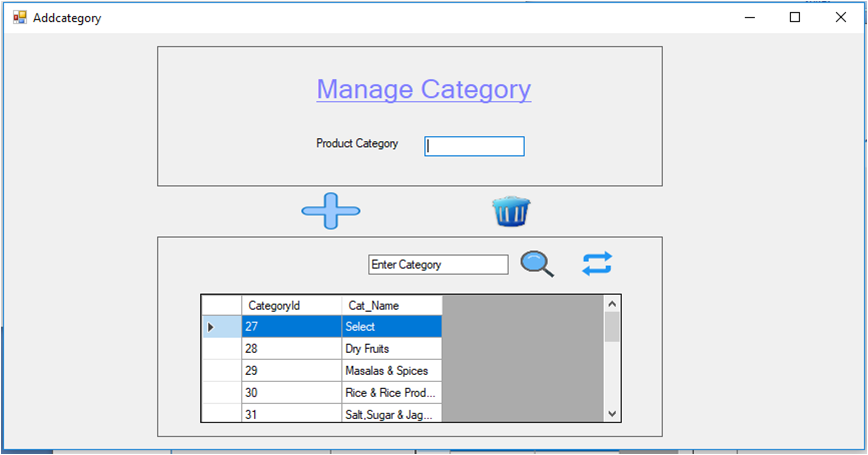 Addcategory
Manage Category
Product Category
Enter Category
CategoryId Cat_Name
27 Select
28 Dry Fruits
29 Masalas & Spices
30 Rice & Rice Prod...
31 Salt,Sugar & Jag...